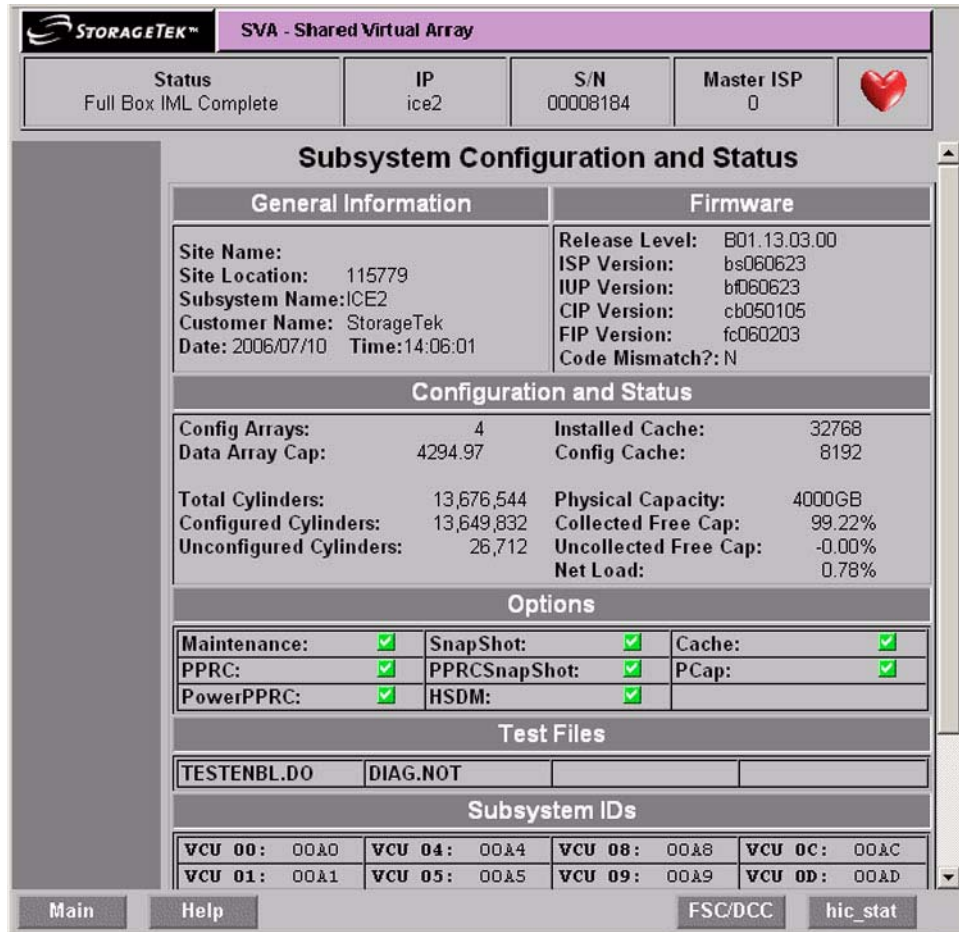 STORAGETEK™ SVA - Shared Virtual Array
Status IP S/N Master ISP
Full Box IML Complete ice2 00008184 0
Subsystem Configuration and Status
General Information
Site Name:
Site Location: 115779
Subsystem Name:ICE2
Customer Name: StorageTek
Date: 2006/07/10 Time:14:06:01
Firmware
Release Level: B01.13.03.00
ISP Version: bs060623
IUP Version: bf060623
CIP Version: cb050105
FIP Version: fc060203
Code Mismatch?: N
Configuration and Status
Config Arrays: 4 Installed Cache: 32768
Data Array Cap: 4294.97 Config Cache: 8192
Total Cylinders: 13,676,544 Physical Capacity: 4000GB
Configured Cylinders: 13,649,832 Collected Free Cap: 99.22%
Unconfigured Cylinders: 26,712 Uncollected Free Cap: -0.00%
Net Load: 0.78%
Options
Maintenance: SnapShot: Cache:
PPRC: PPRCSnapShot: PCap:
PowerPPRC: HSDM:
Test Files
TESTENBL.DO DIAG.NOT
Subsystem IDs
VCU 00: 00A0 VCU 04: 00A4 VCU 08: 00A8 VCU 0C: 00AC
VCU 01: 00A1 VCU 05: 00A5 VCU 09: 00A9 VCU 0D: 00AD
Main Help FSC/DCC hic_stat